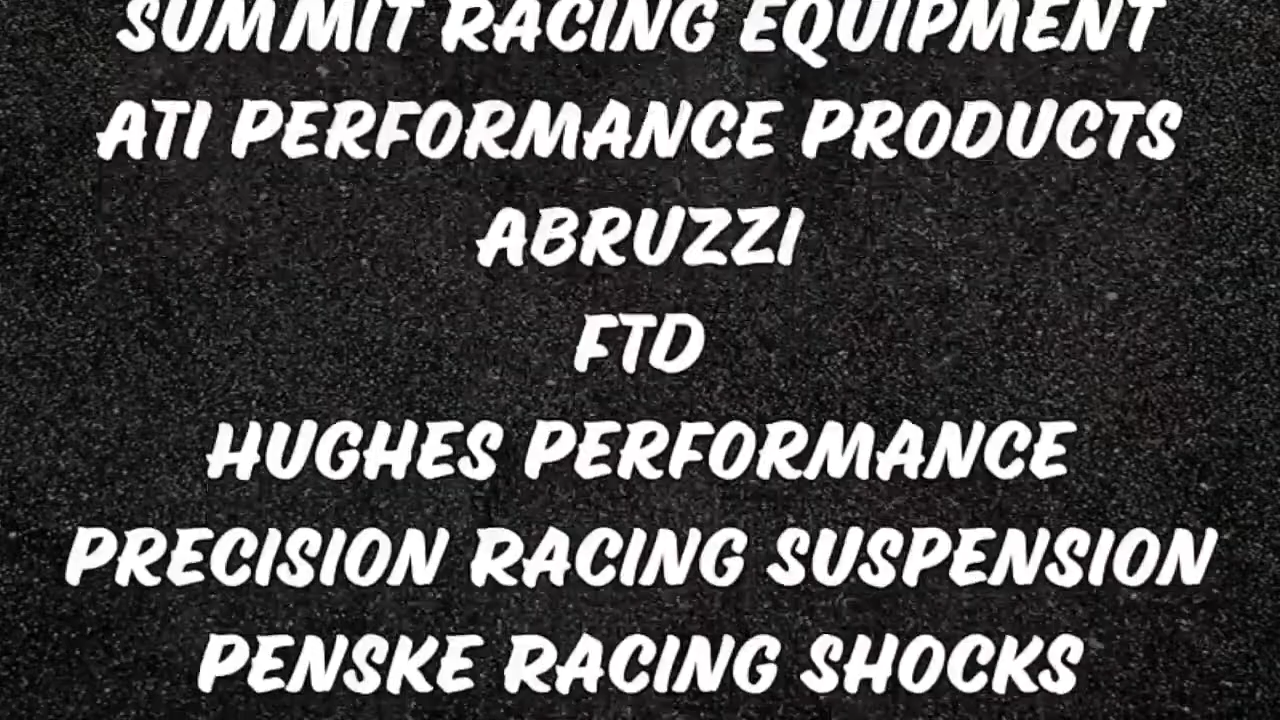 SUMMIT RACING EQUIPMENT
ATI PERFORMANCE PRODUCTS
ABRUZZI
FTD
HUGHES PERFORMANCE
PRECISION RACING SUSPENSION
PENSKE RACING SHOCKS